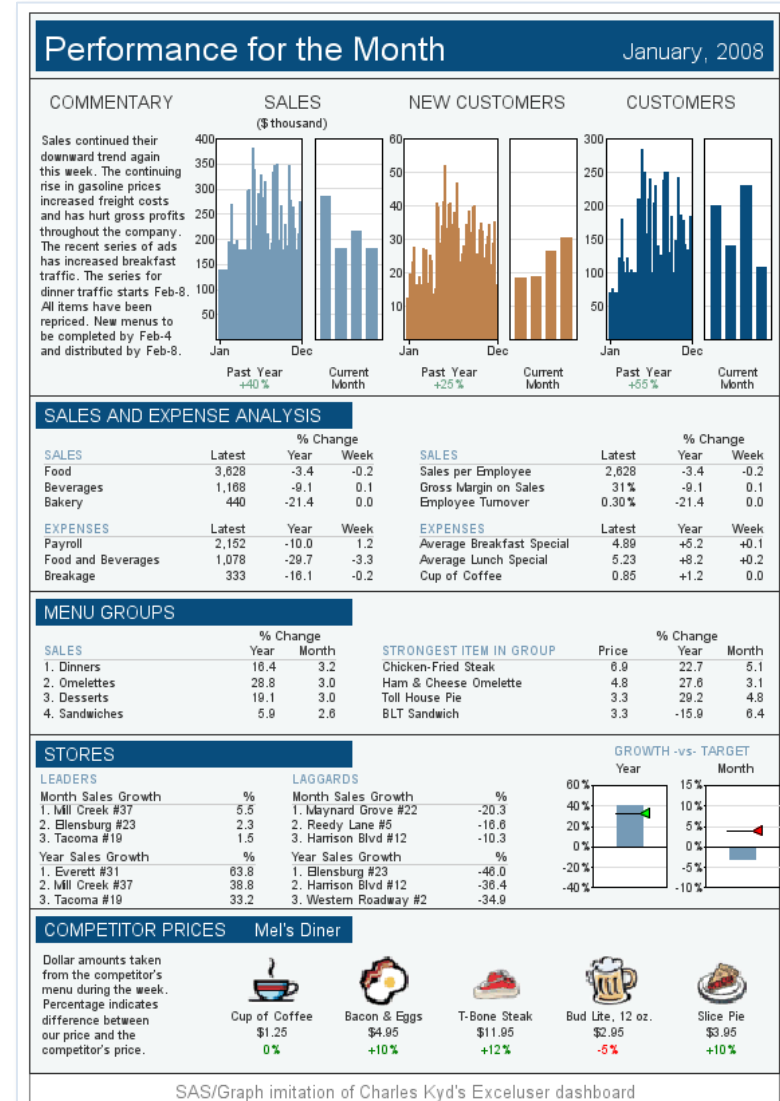 Performance for the Month January, 2008
COMMENTARY
Sales continued their
downward trend again
this week. The continuing
rise in gasoline prices
increased freight costs
and has hurt gross profits
throughout the company.
The recent series of ads
has increased breakfast
traffic. The series for
dinner traffic starts Feb-8.
All items have been
repriced. New menus to
be completed by Feb-4
and distributed by Feb-8.
SALES
($ thousand)
400
350
300
250
200
150
100
50
Jan Dec
Past Year
+40%
Current
Month
NEW CUSTOMERS
60
50
40
30
20
10
Jan Dec
Past Year
+25%
Current
Month
CUSTOMERS
300
250
200
150
100
50
Jan Dec
Past Year
+55%
Current
Month
SALES AND EXPENSE ANALYSIS
% Change
SALES Latest Year Week
Food 3,628 -3.4 -0.2
Beverages 1,168 -9.1 0.1
Bakery 440 -21.4 0.0
EXPENSES Latest Year Week
Payroll 2,152 -10.0 1.2
Food and Beverages 1,078 -29.7 -3.3
Breakage 333 -16.1 -0.2
% Change
SALES Latest Year Week
Sales per Employee 2,628 -3.4 -0.2
Gross Margin on Sales 31% -9.1 0.1
Employee Turnover 0.30% -21.4 0.0
EXPENSES Latest Year Week
Average Breakfast Special 4.89 +5.2 +0.1
Average Lunch Special 5.23 +8.2 +0.2
Cup of Coffee 0.85 +1.2 0.0
MENU GROUPS
% Change
SALES Year Month
1. Dinners 16.4 3.2
2. Omelettes 28.8 3.0
3. Desserts 19.1 3.0
4. Sandwiches 5.9 2.6
% Change
STRONGEST ITEM IN GROUP Price Year Month
Chicken-Fried Steak 6.9 22.7 5.1
Ham & Cheese Omelette 4.8 27.6 3.1
Toll House Pie 3.3 29.2 4.8
BLT Sandwich 3.3 -15.9 6.4
STORES
LEADERS
Month Sales Growth %
1. Mill Creek #37 5.5
2. Ellensburg #23 2.3
3. Tacoma #19 1.5
Year Sales Growth %
1. Everett #31 63.8
2. Mill Creek #37 38.8
3. Tacoma #19 33.2
LAGGARDS
Month Sales Growth %
1. Maynard Grove #22 -20.3
2. Reedy Lane #5 -16.6
3. Harrison Blvd #12 -10.3
Year Sales Growth %
1. Ellensburg #23 -46.0
2. Harrison Blvd #12 -36.4
3. Western Roadway #2 -34.9
GROWTH -vs- TARGET
Year
60%
40%
20%
0%
-20%
-40%
Month
15%
10%
5%
0%
-5%
-10%
COMPETITOR PRICES Mel's Diner
Dollar amounts taken
from the competitor's
menu during the week.
Percentage indicates
difference between
our price and the
competitor's price.
Cup of Coffee
$1.25
0%
Bacon & Eggs
$4.95
+10%
T-Bone Steak
$11.95
+12%
Bud Lite, 12 oz.
$2.95
-5%
Slice Pie
$3.95
+10%
SAS/Graph imitation of Charles Kyd's Exceluser dashboard